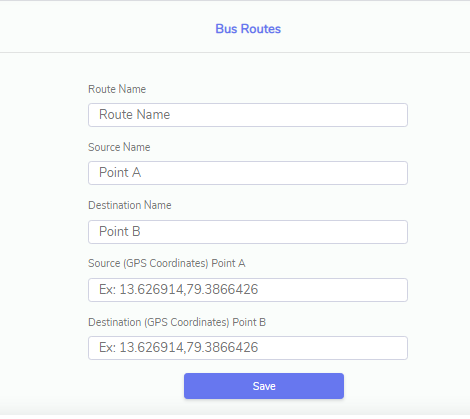 Bus Routes
Route Name
Route Name
Source Name
Point A
Destination Name
Point B
Source (GPS Coordinates) Point A
Ex: 13.626914,79.3866426
Destination (GPS Coordinates) Point B
Ex: 13.626914,79.3866426
Save